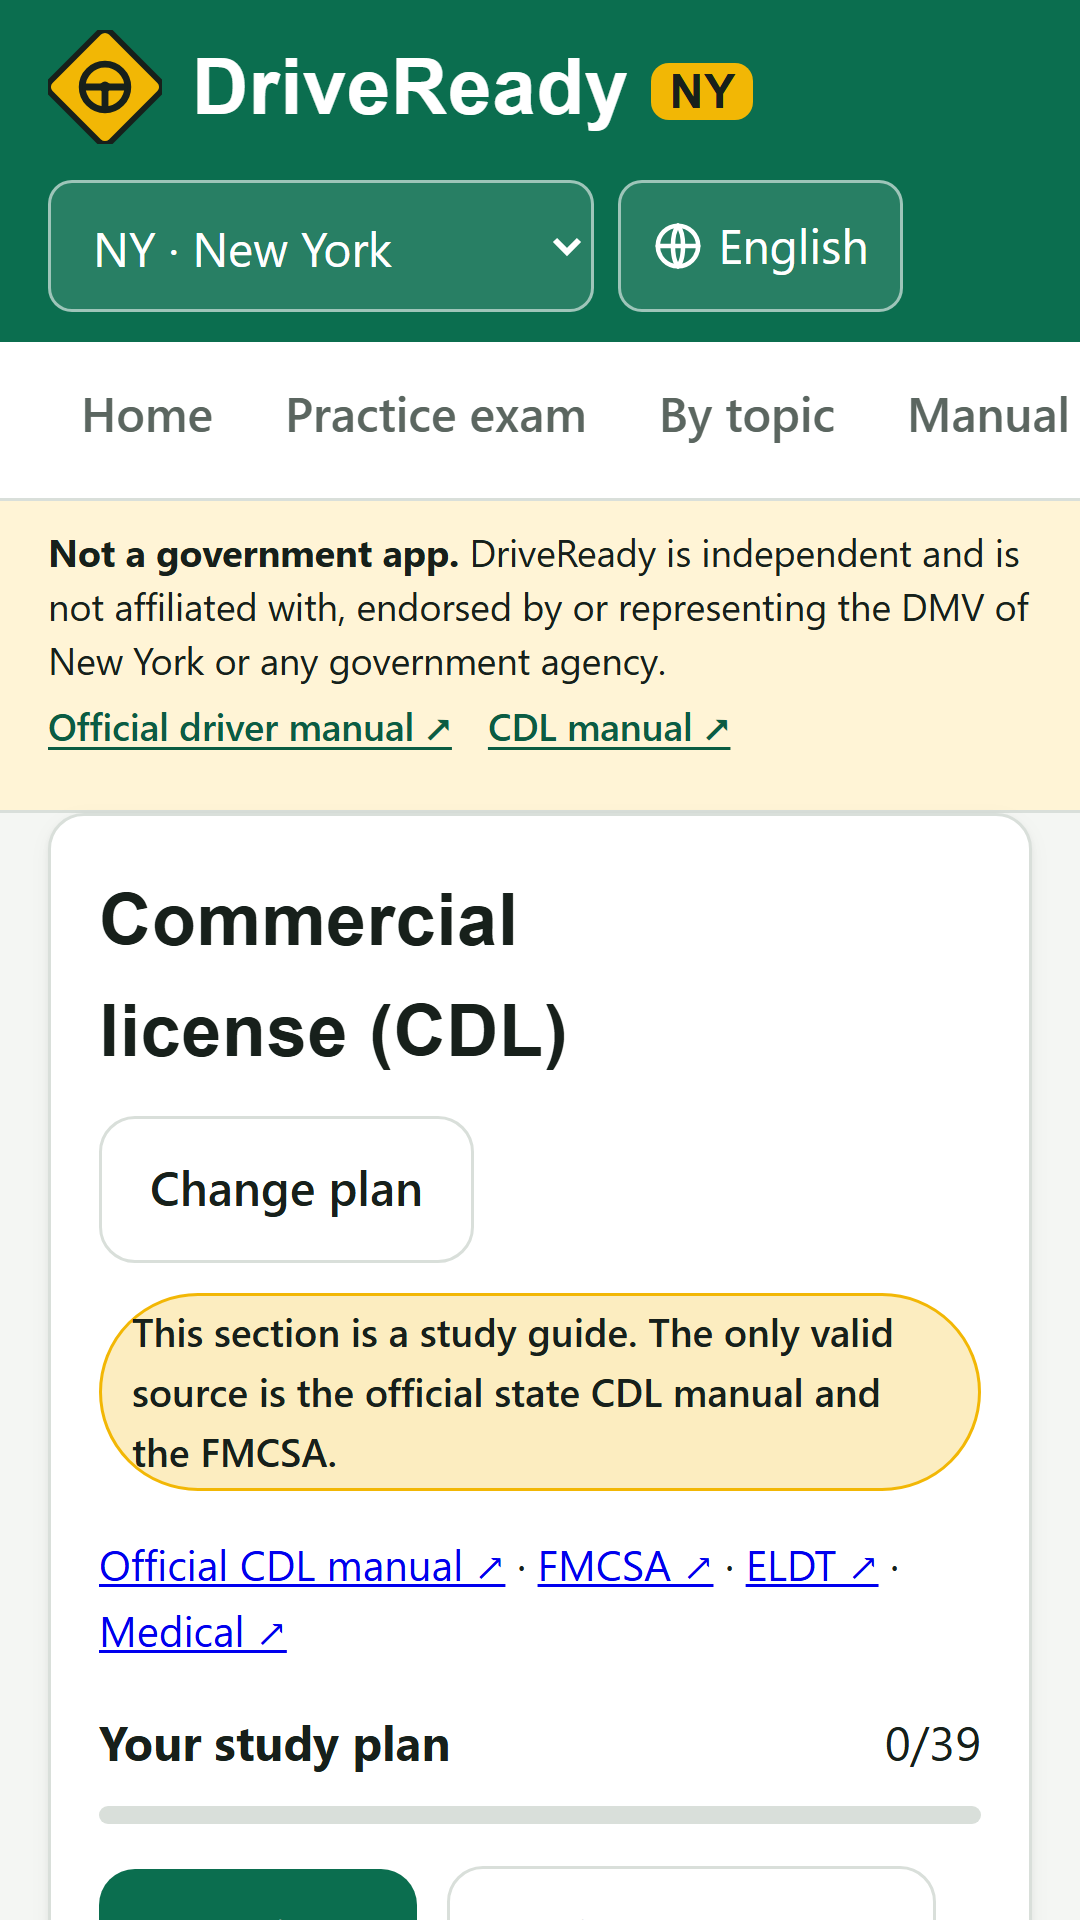 DriveReady NY
NY · New York
English
Home Practice exam By topic Manual
Not a government app. DriveReady is independent and is
not affiliated with, endorsed by or representing the DMV of
New York or any government agency.
Official driver manual ↗ CDL manual ↗
Commercial
license (CDL)
Change plan
This section is a study guide. The only valid
source is the official state CDL manual and
the FMCSA.
Official CDL manual ↗ · FMCSA ↗ · ELDT ↗ ·
Medical ↗
Your study plan 0/39